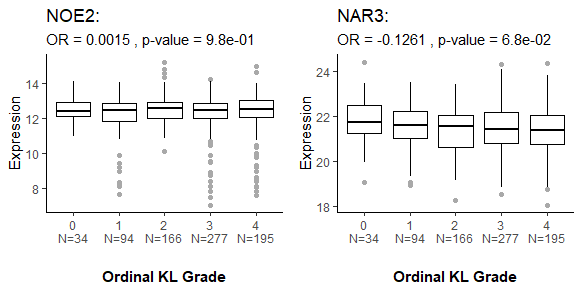 NOE2:
OR = 0.0015 , p-value = 9.8e-01
Expression
14
12
10
8
0 1 2 3 4
N=34 N=94 N=166 N=277 N=195
Ordinal KL Grade
NAR3:
OR = -0.1261 , p-value = 6.8e-02
Expression
24
22
20
18
0 1 2 3 4
N=34 N=94 N=166 N=277 N=195
Ordinal KL Grade